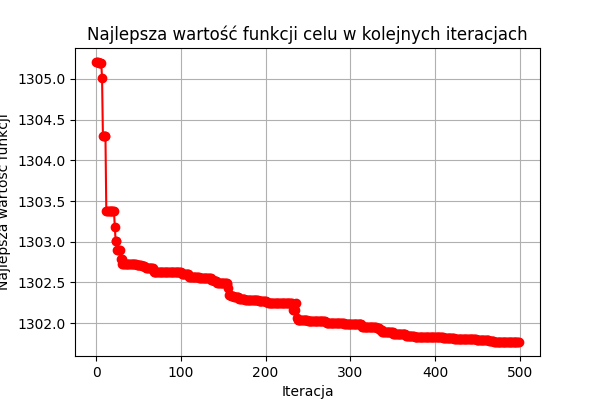 Najlepsza wartość funkcji celu w kolejnych iteracjach
Najlepsza wartość funkcji
1305.0
1304.5
1304.0
1303.5
1303.0
1302.5
1302.0
0 100 200 300 400 500
Iteracja